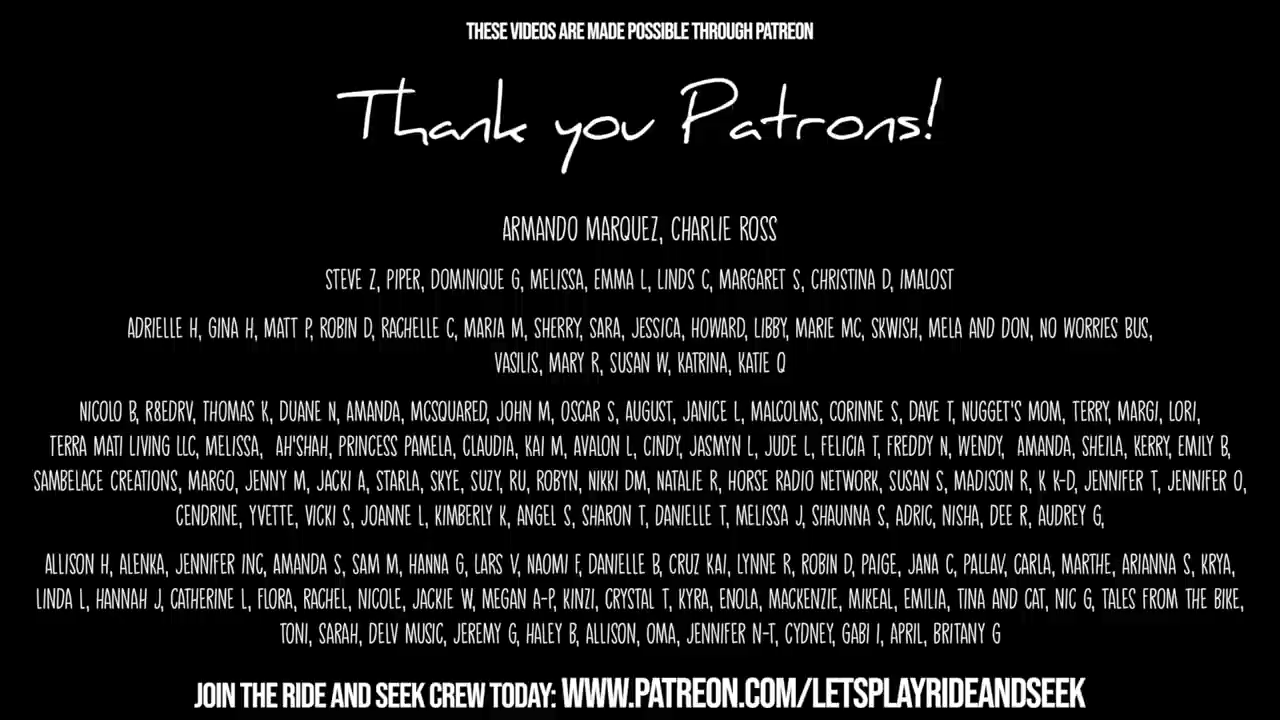 THESE VIDEOS ARE MADE POSSIBLE THROUGH PATREON
Thank you Patrons!
ARMANDO MARQUEZ, CHARLIE ROSS
STEVE Z, PIPER, DOMINIQUE G, MELISSA, EMMA L, LINDS C, MARGARET S, CHRISTINA D, IMALOST
ADRIELLE H, GINA H, MATT P, ROBIN D, RACHELLE C, MARIA M, SHERRY, SARA, JESSICA, HOWARD, LIBBY, MARIE MC, SKWISH, MELA AND DON, NO WORRIES BUS,
VASILIS, MARY R, SUSAN W, KATRINA, KATIE Q
NICOLO B, R8EDRV, THOMAS K, DUANE N, AMANDA, MCSQUARED, JOHN M, OSCAR S, AUGUST, JANICE L, MALCOLMS, CORINNE S, DAVE T, NUGGET'S MOM, TERRY, MARGI, LORI,
TERRA MATI LIVING LLC, MELISSA, AH'SHAH, PRINCESS PAMELA, CLAUDIA, KAI M, AVALON L, CINDY, JASMYN L, JUDE L, FELICIA T, FREDDY N, WENDY, AMANDA, SHEILA, KERRY, EMILY B,
SAMBELACE CREATIONS, MARGO, JENNY M, JACKI A, STARLA, SKYE, SUZY, RU, ROBYN, NIKKI DM, NATALIE R, HORSE RADIO NETWORK, SUSAN S, MADISON R, K K-D, JENNIFER T, JENNIFER O,
CENDRINE, YVETTE, VICKI S, JOANNE L, KIMBERLY K, ANGEL S, SHARON T, DANIELLE T, MELISSA J, SHAUNNA S, ADRIC, NISHA, DEE R, AUDREY G,
ALLISON H, ALENKA, JENNIFER INC, AMANDA S, SAM M, HANNA G, LARS V, NAOMI F, DANIELLE B, CRUZ KAI, LYNNE R, ROBIN D, PAIGE, JANA C, PALLAV, CARLA, MARTHE, ARIANNA S, KRYA,
LINDA L, HANNAH J, CATHERINE L, FLORA, RACHEL, NICOLE, JACKIE W, MEGAN A-P, KINZI, CRYSTAL T, KYRA, ENOLA, MACKENZIE, MIKEAL, EMILIA, TINA AND CAT, NIC G, TALES FROM THE BIKE,
TONI, SARAH, DELV MUSIC, JEREMY G, HALEY B, ALLISON, OMA, JENNIFER N-T, CYDNEY, GABI I, APRIL, BRITANY G
JOIN THE RIDE AND SEEK CREW TODAY: WWW.PATREON.COM/LETSPLAYRIDEANDSEEK